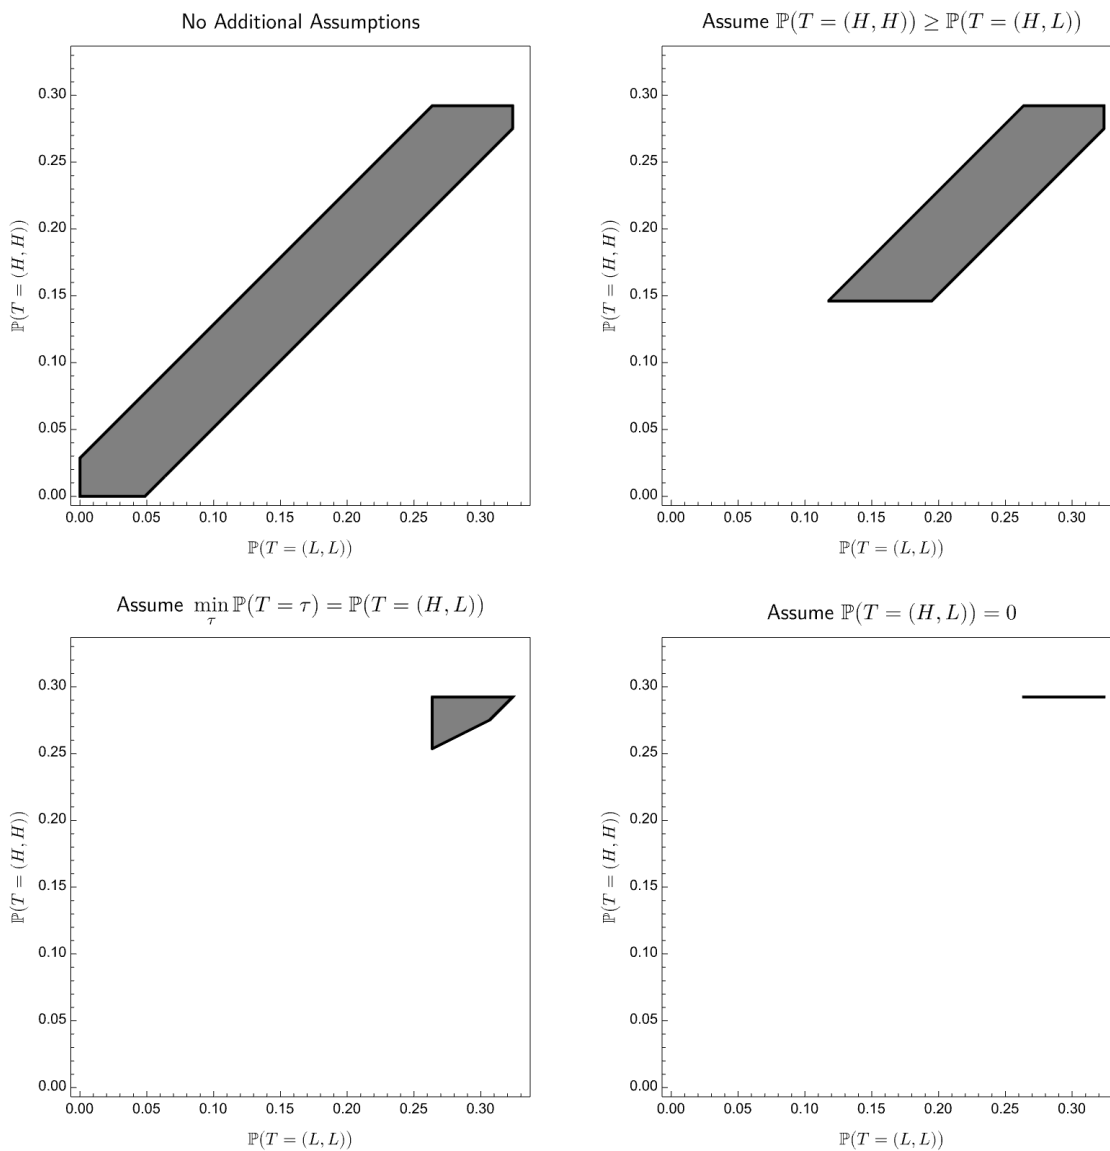 No Additional Assumptions
0.30
0.25
0.20
0.15
0.10
0.05
0.00
ℙ(T = (H, H))
0.00 0.05 0.10 0.15 0.20 0.25 0.30
ℙ(T = (L, L))
Assume ℙ(T = (H, H)) ≥ ℙ(T = (H, L))
0.30
0.25
0.20
0.15
0.10
0.05
0.00
ℙ(T = (H, H))
0.00 0.05 0.10 0.15 0.20 0.25 0.30
ℙ(T = (L, L))
Assume min ℙ(T = τ) = ℙ(T = (H, L))
τ
0.30
0.25
0.20
0.15
0.10
0.05
0.00
ℙ(T = (H, H))
0.00 0.05 0.10 0.15 0.20 0.25 0.30
ℙ(T = (L, L))
Assume ℙ(T = (H, L)) = 0
0.30
0.25
0.20
0.15
0.10
0.05
0.00
ℙ(T = (H, H))
0.00 0.05 0.10 0.15 0.20 0.25 0.30
ℙ(T = (L, L))